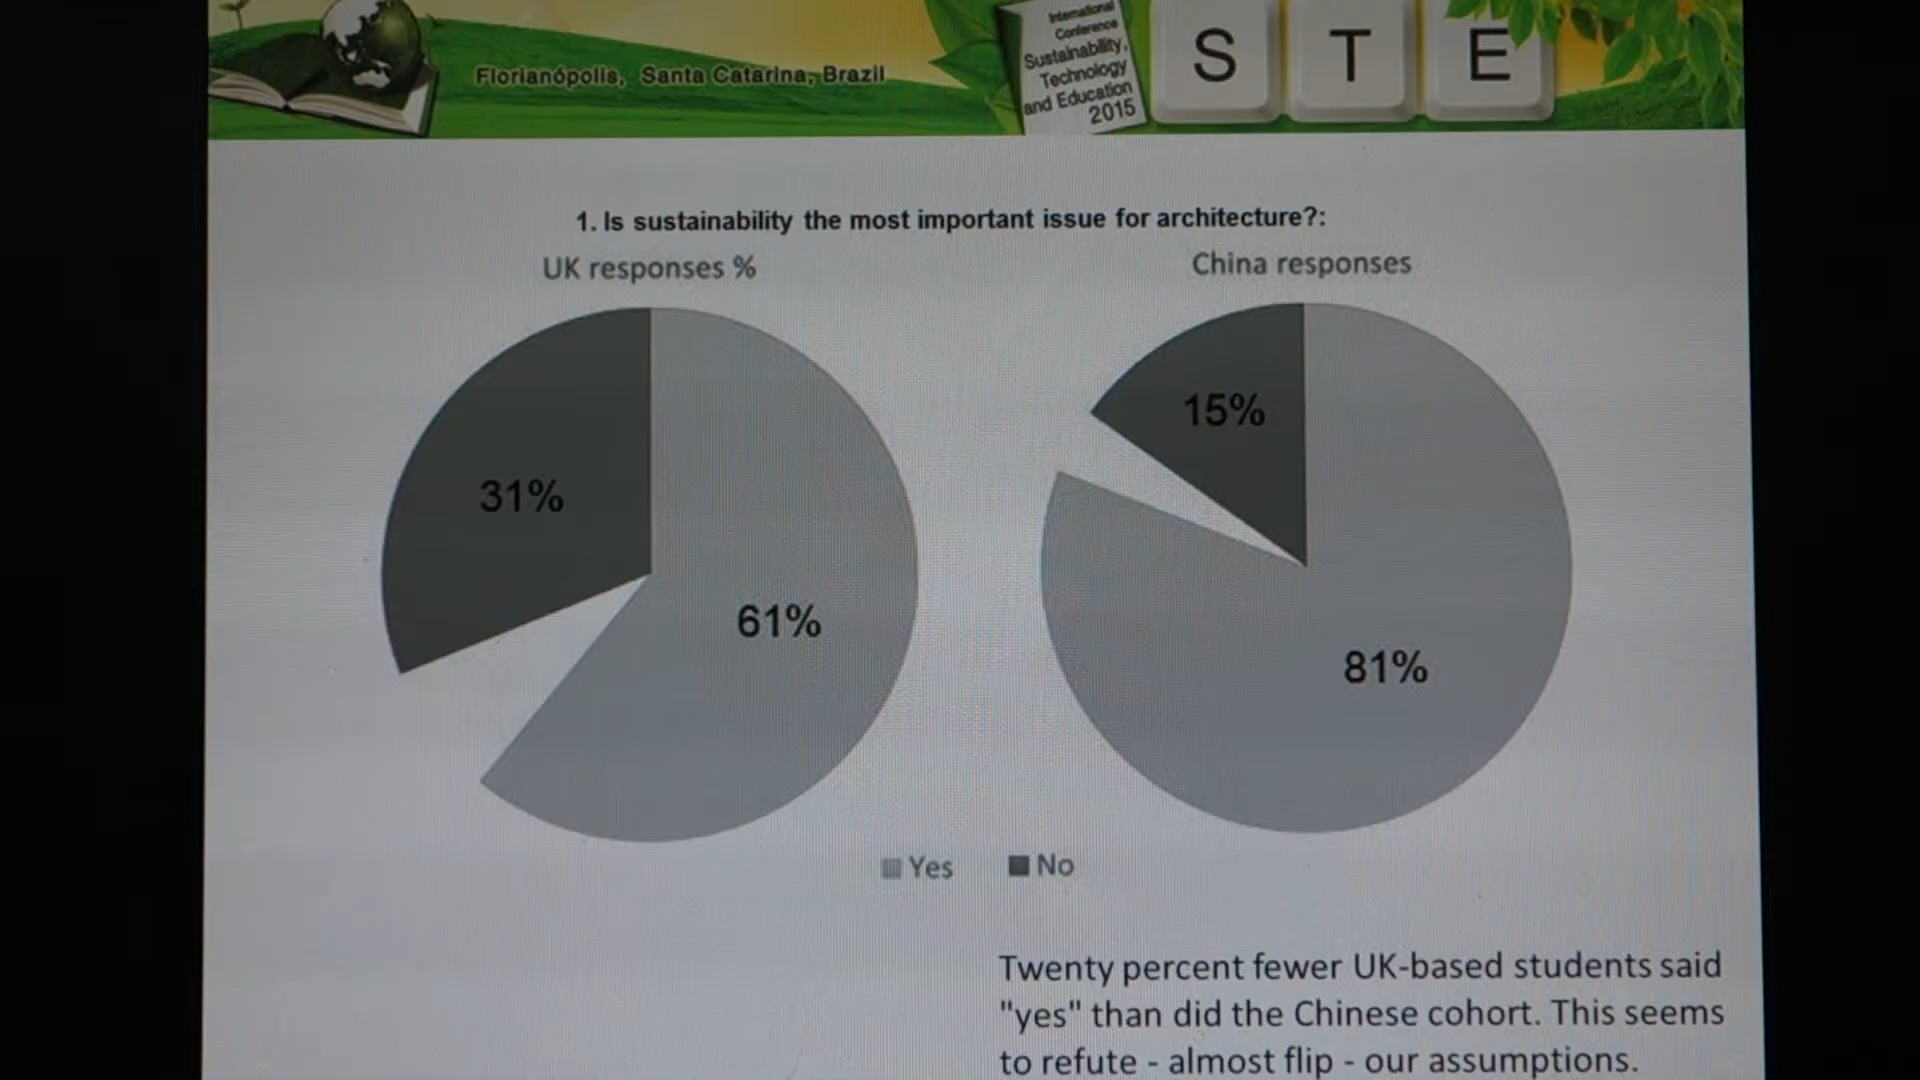 Florianópolis, Santa Catarina, Brazil
International
Conference
Sustainability,
Technology
and Education
2015
S T E
1. Is sustainability the most important issue for architecture?:
UK responses %
China responses
31%
61%
15%
81%
Yes
No
Twenty percent fewer UK-based students said
"yes" than did the Chinese cohort. This seems
to refute - almost flip - our assumptions.